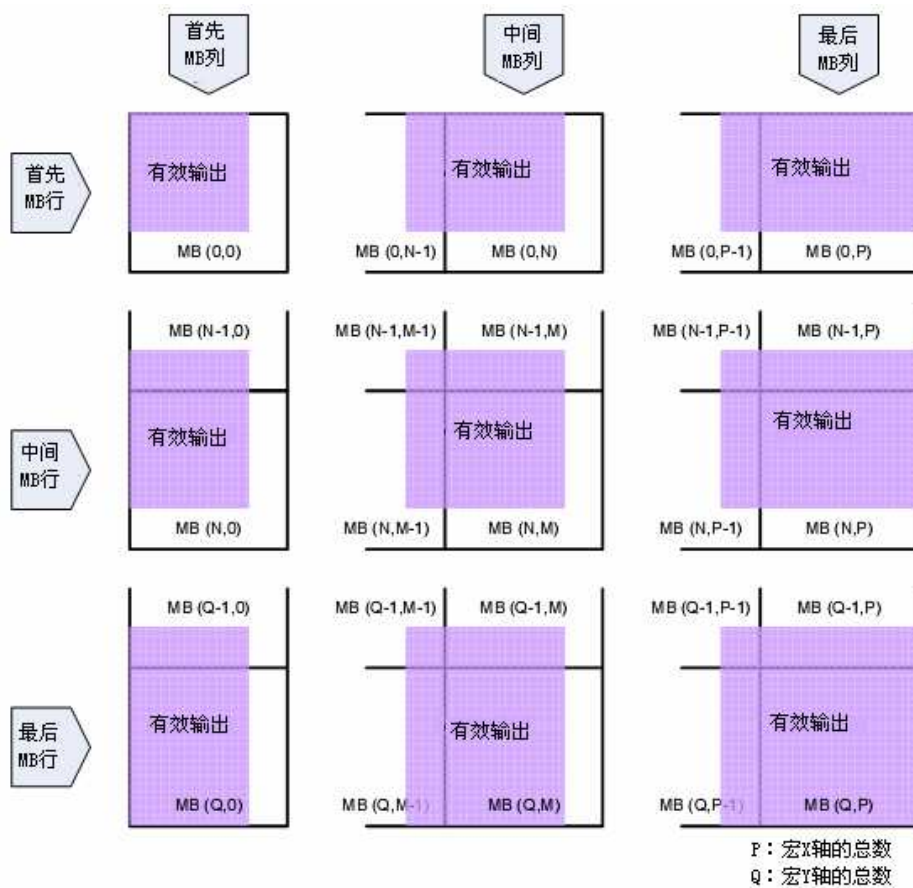 首先
MB列
中间
MB列
最后
MB列
首先
MB行
有效输出
有效输出
有效输出
MB (0,0)
MB (0,N-1)
MB (0,N)
MB (0,P-1)
MB (0,P)
MB (N-1,0)
MB (N-1,M-1)
MB (N-1,M)
MB (N-1,P-1)
MB (N-1,P)
中间
MB行
有效输出
有效输出
有效输出
MB (N,0)
MB (N,M-1)
MB (N,M)
MB (N,P-1)
MB (N,P)
MB (Q-1,0)
MB (Q-1,M-1)
MB (Q-1,M)
MB (Q-1,P-1)
MB (Q-1,P)
最后
MB行
有效输出
有效输出
有效输出
MB (Q,0)
MB (Q,M-1)
MB (Q,M)
MB (Q,P-1)
MB (Q,P)
P：宏X轴的总数
Q：宏Y轴的总数